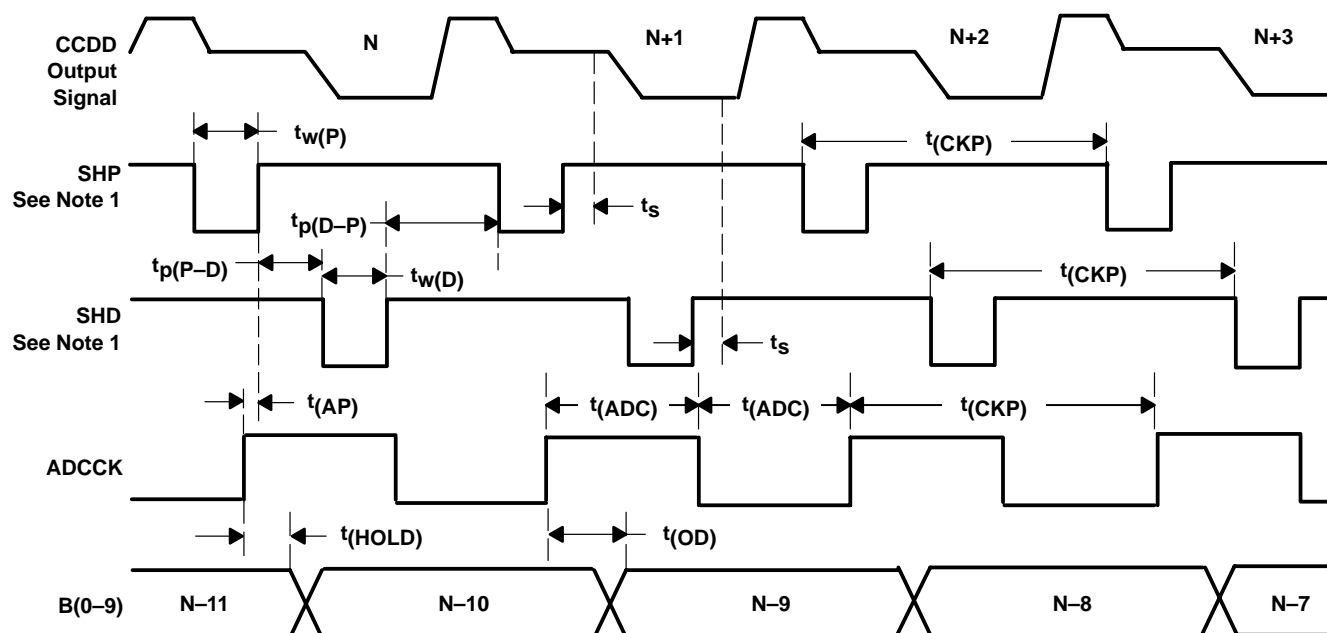 CCDD
Output
Signal
N
N+1
N+2
N+3
tw(P)
t(CKP)
SHP
See Note 1
tp(D–P)
ts
tp(P–D)
tw(D)
t(CKP)
SHD
See Note 1
ts
t(AP)
t(ADC)
t(ADC)
t(CKP)
ADCCK
t(HOLD)
t(OD)
B(0–9)
N–11
N–10
N–9
N–8
N–7